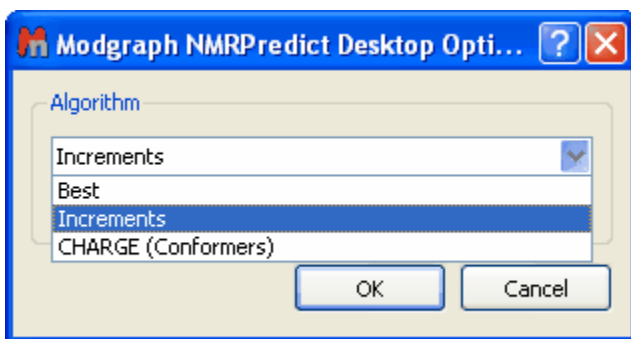 Modgraph NMRPredict Desktop Opti...
Algorithm
Increments
Best
Increments
CHARGE (Conformers)
OK Cancel